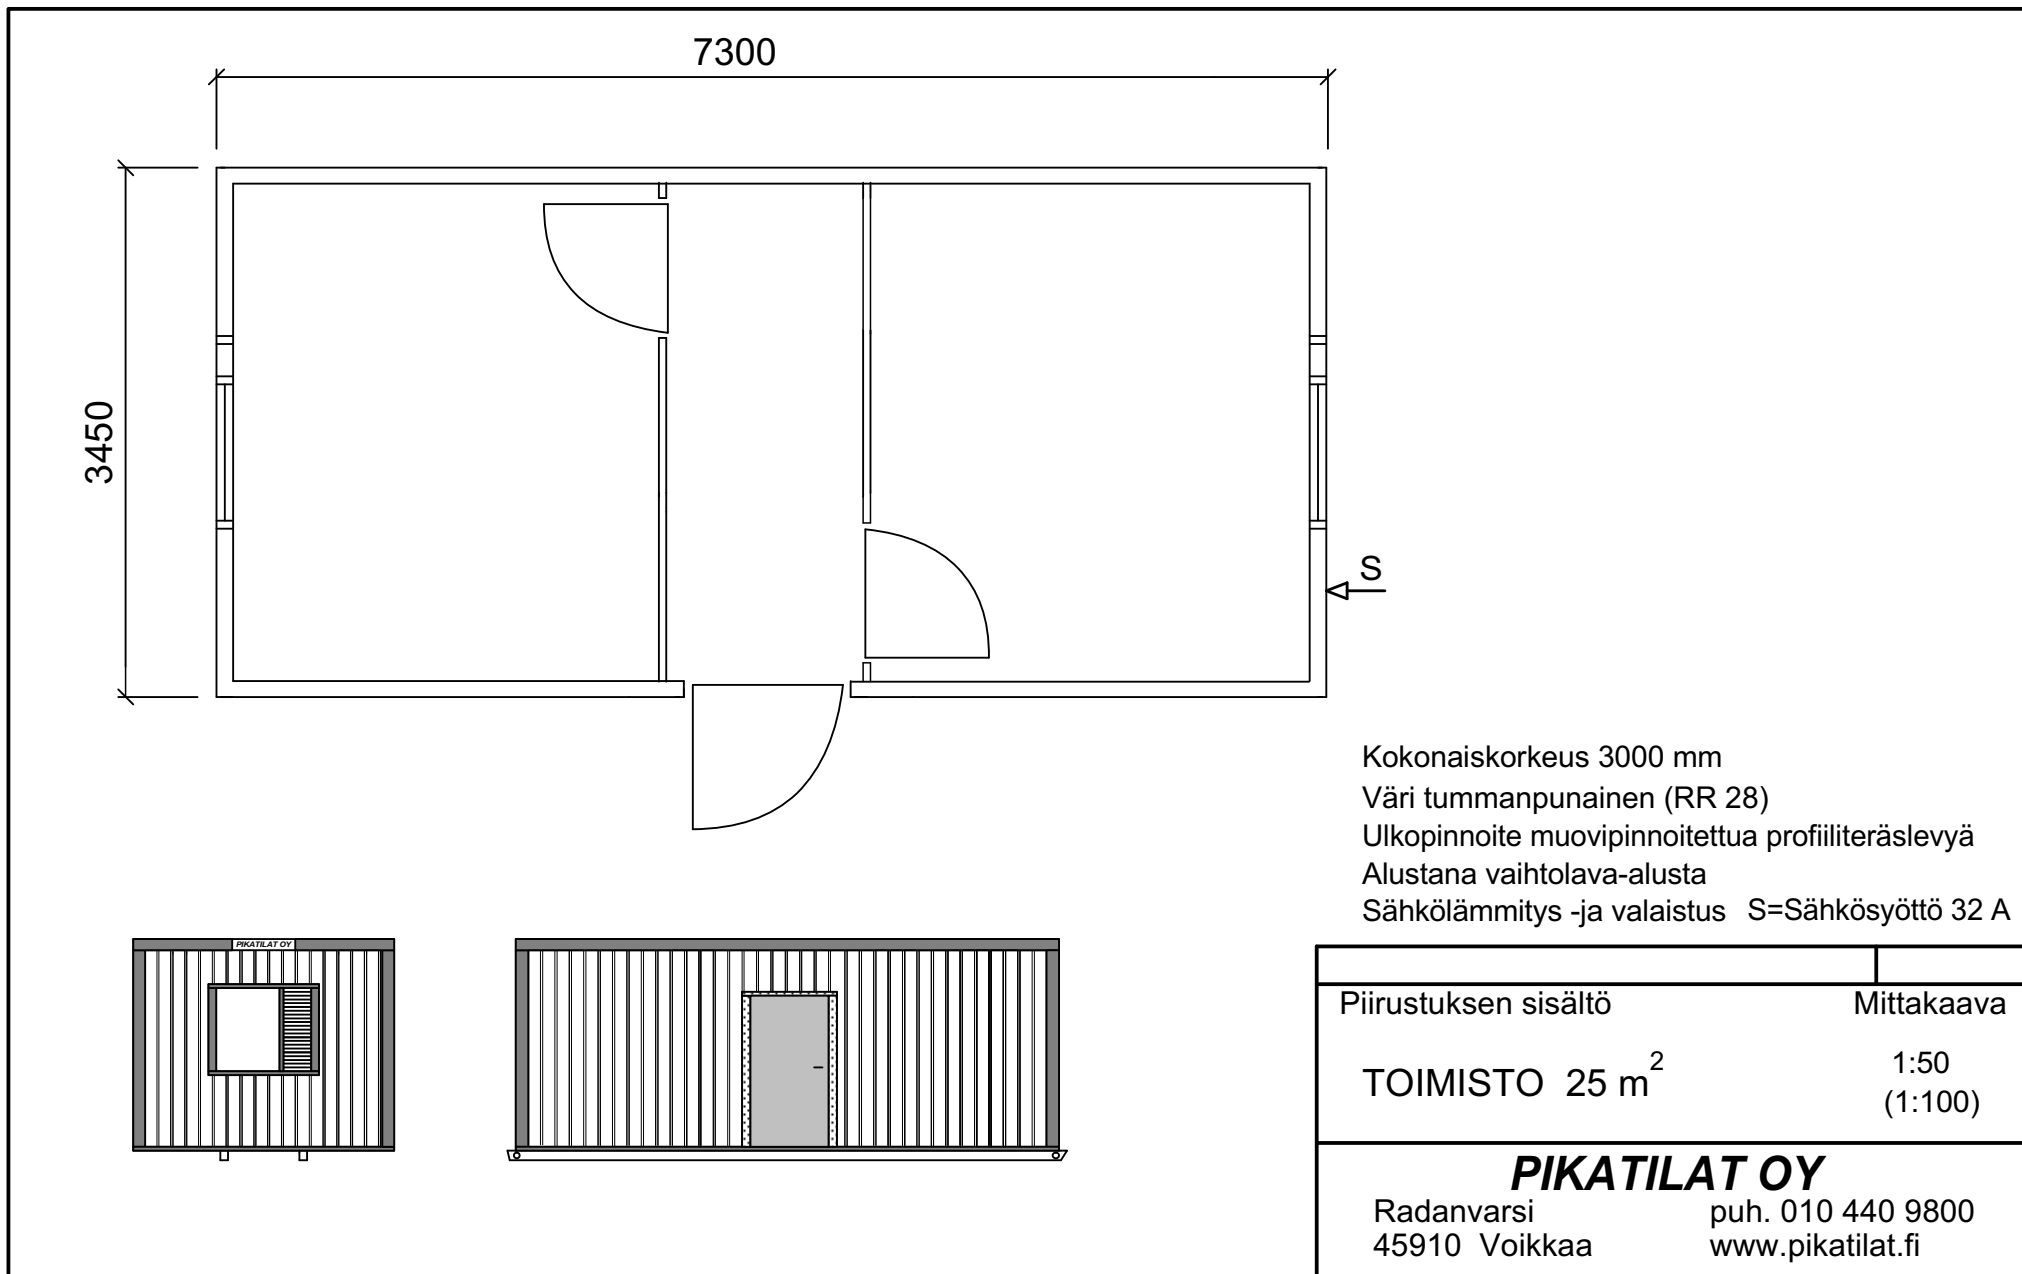 7300
3450
S
Kokonaiskorkeus 3000 mm
Väri tummanpunainen (RR 28)
Ulkopinnoite muovipinnoitettua profiiliteräslevyä
Alustana vaihtolava-alusta
Sähkölämmitys -ja valaistus S=Sähkösyöttö 32 A
PIKATILAT OY
Piirustuksen sisältö Mittakaava
TOIMISTO 25 m² 1:50
(1:100)
PIKATILAT OY
Radanvarsi puh. 010 440 9800
45910 Voikkaa www.pikatilat.fi